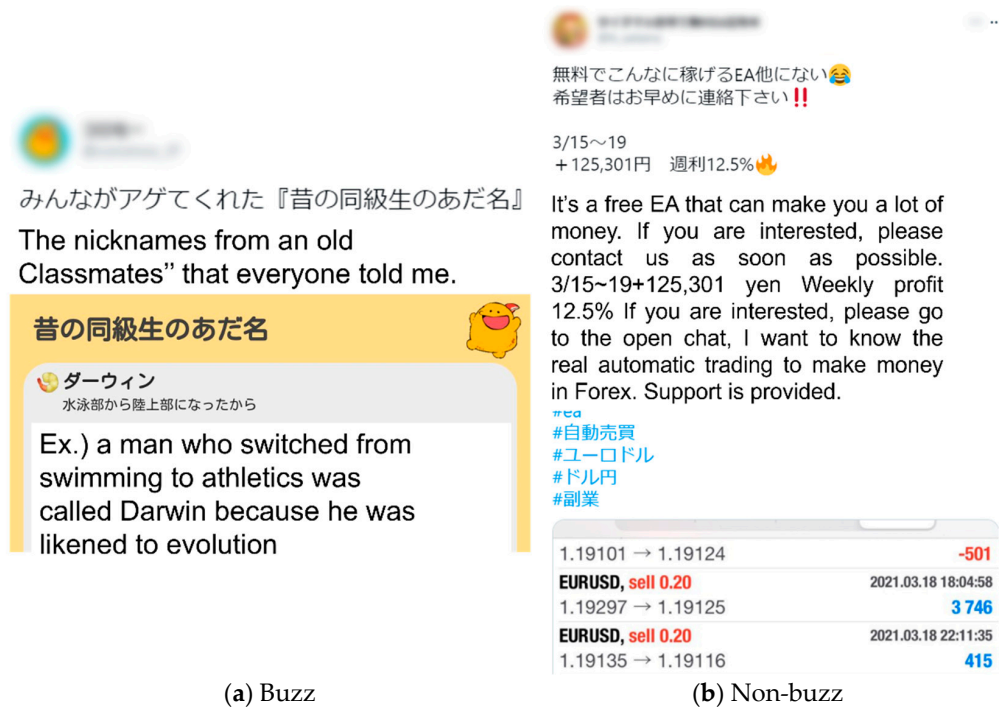 みんながアゲてくれた『昔の同級生のあだ名』
The nicknames from an old
Classmates” that everyone told me.
昔の同級生のあだ名
ダーウィン
水泳部から陸上部になったから
Ex.) a man who switched from
swimming to athletics was
called Darwin because he was
likened to evolution
(a) Buzz
無料でこんなに稼げるEA他にない😂
希望者はお早めに連絡下さい‼
3/15～19
＋125,301円 週利12.5%🔥
It's a free EA that can make you a lot of
money. If you are interested, please
contact us as soon as possible.
3/15~19+125,301 yen Weekly profit
12.5% If you are interested, please go
to the open chat, I want to know the
real automatic trading to make money
in Forex. Support is provided.
#ea
#自動売買
#ユーロドル
#ドル円
#副業
1.19101 → 1.19124 -501
EURUSD, sell 0.20 2021.03.18 18:04:58
1.19297 → 1.19125 3 746
EURUSD, sell 0.20 2021.03.18 22:11:35
1.19135 → 1.19116 415
(b) Non-buzz